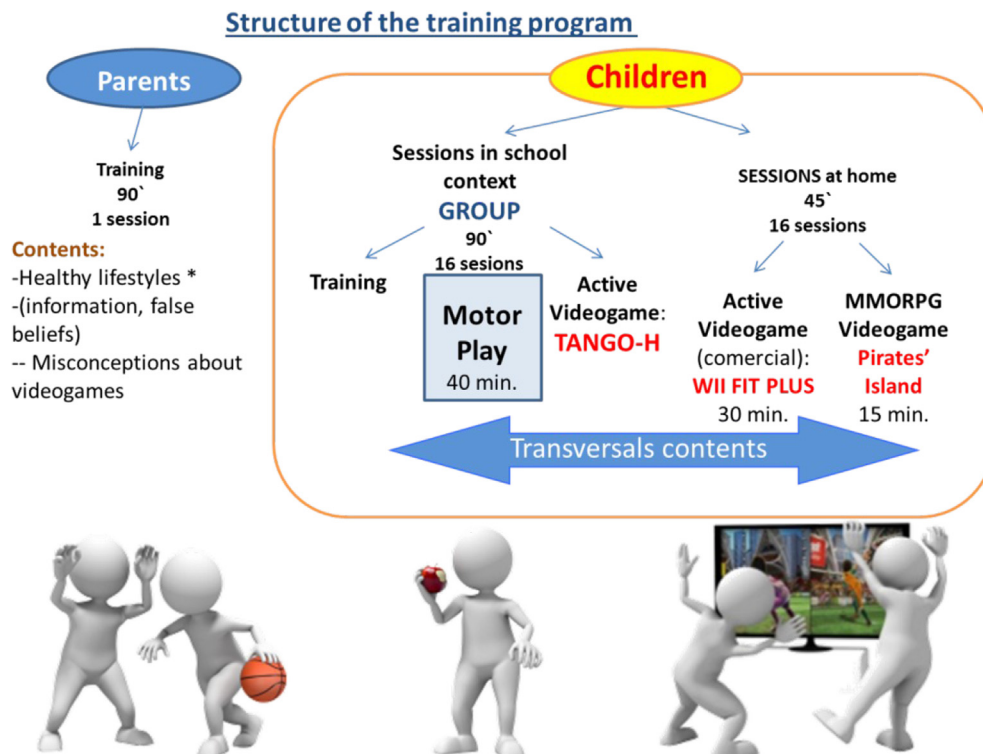 Structure of the training program
Parents
Training
90`
1 session
Contents:
-Healthy lifestyles *
-(information, false
beliefs)
-- Misconceptions about
videogames
Children
Sessions in school
context
GROUP
90`
16 sesions
Training
Motor
Play
40 min.
Active
Videogame:
TANGO-H
SESSIONS at home
45`
16 sessions
Active
Videogame
(comercial):
WII FIT PLUS
30 min.
MMORPG
Videogame
Pirates’
Island
15 min.
Transversals contents